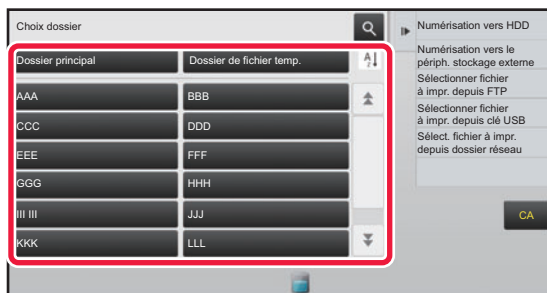 Choix dossier
Dossier principal
Dossier de fichier temp.
A
Z
AAA
BBB
CCC
DDD
EEE
FFF
GGG
HHH
III III
JJJ
KKK
LLL
Numérisation vers HDD
Numérisation vers le
périph. stockage externe
Sélectionner fichier
à impr. depuis FTP
Sélectionner fichier
à impr. depuis clé USB
Sélect. fichier à impr.
depuis dossier réseau
CA